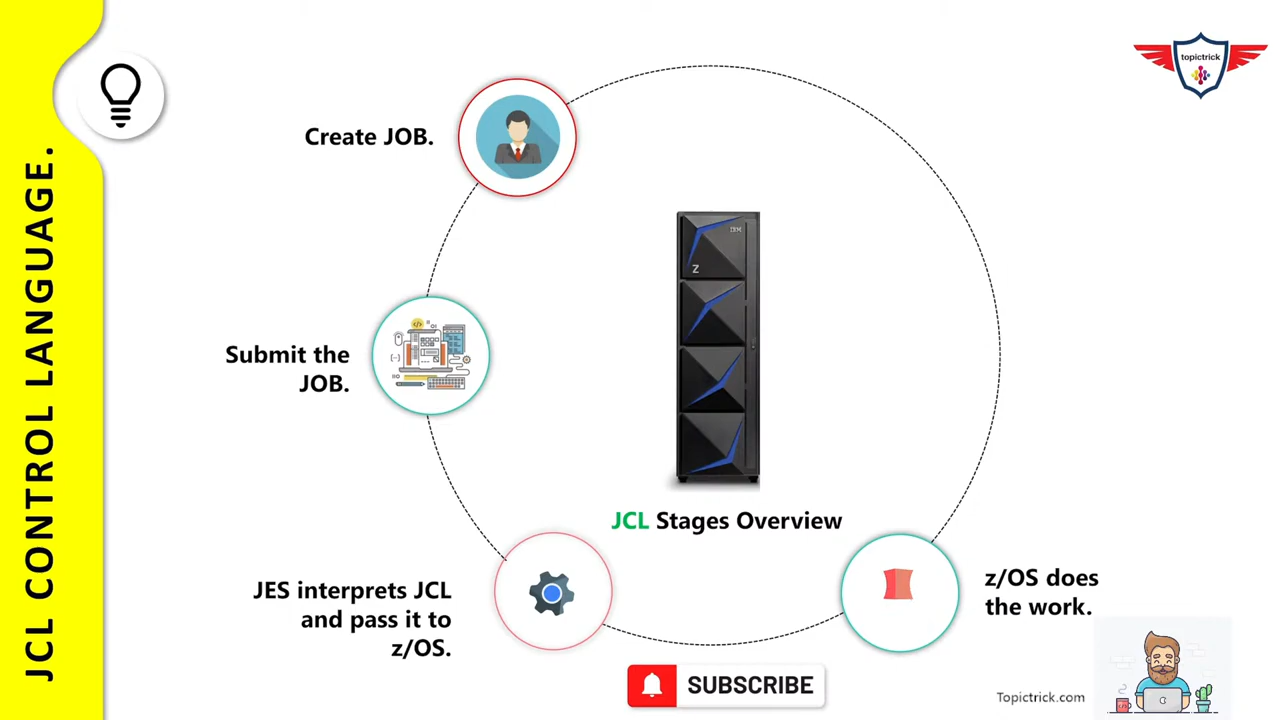 JCL CONTROL LANGUAGE.
topictrick
Create JOB.
IBM
Z
Submit the
JOB.
JCL Stages Overview
JES interprets JCL
and pass it to
z/OS.
z/OS does
the work.
SUBSCRIBE
Topictrick.com